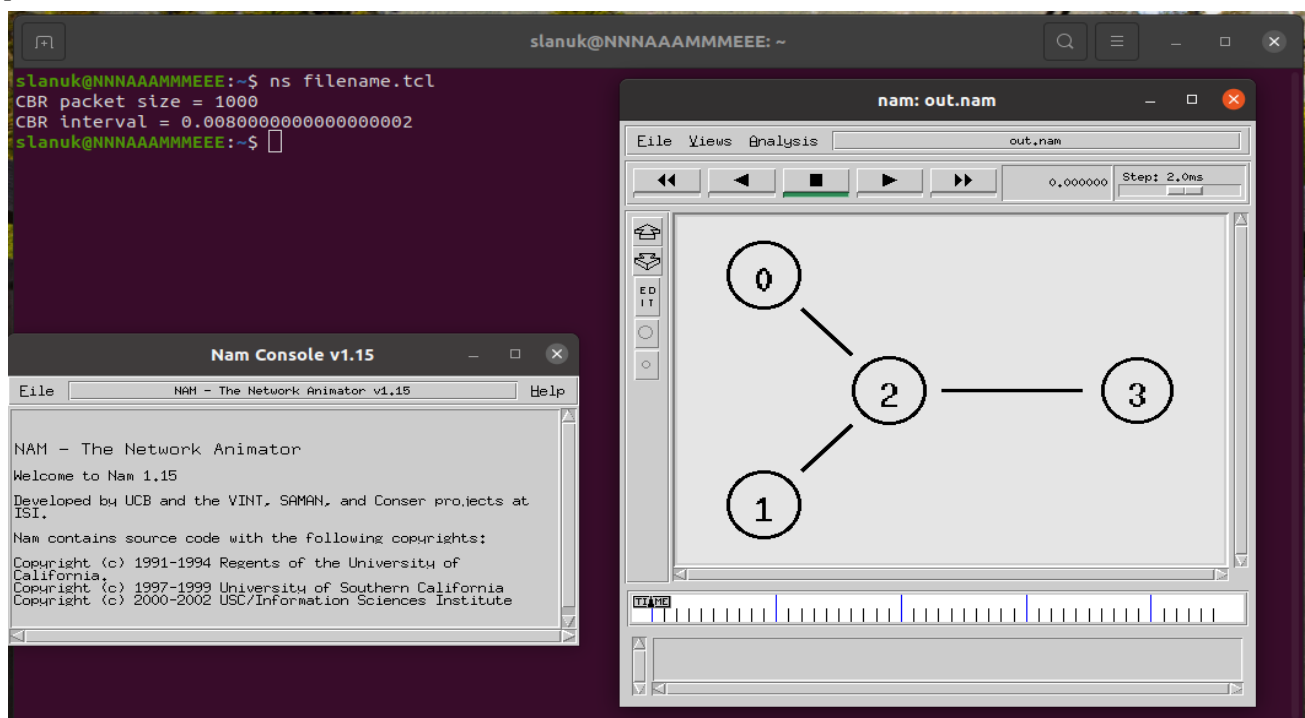 slanuk@NNNAAAMMMEEE: ~
slanuk@NNNAAAMMMEEE:~$ ns filename.tcl
CBR packet size = 1000
CBR interval = 0.0080000000000000002
slanuk@NNNAAAMMMEEE:~$
nam: out.nam
File Views Analysis out.nam
0.000000 Step: 2.0ms
ED
IT
0
2
3
1
TIME
Nam Console v1.15
File NAM - The Network Animator v1.15 Help
NAM - The Network Animator
Welcome to Nam 1.15
Developed by UCB and the VINT, SAMAN, and Conser projects at
ISI.
Nam contains source code with the following copyrights:
Copyright (c) 1991-1994 Regents of the University of
California.
Copyright (c) 1997-1999 University of Southern California
Copyright (c) 2000-2002 USC/Information Sciences Institute